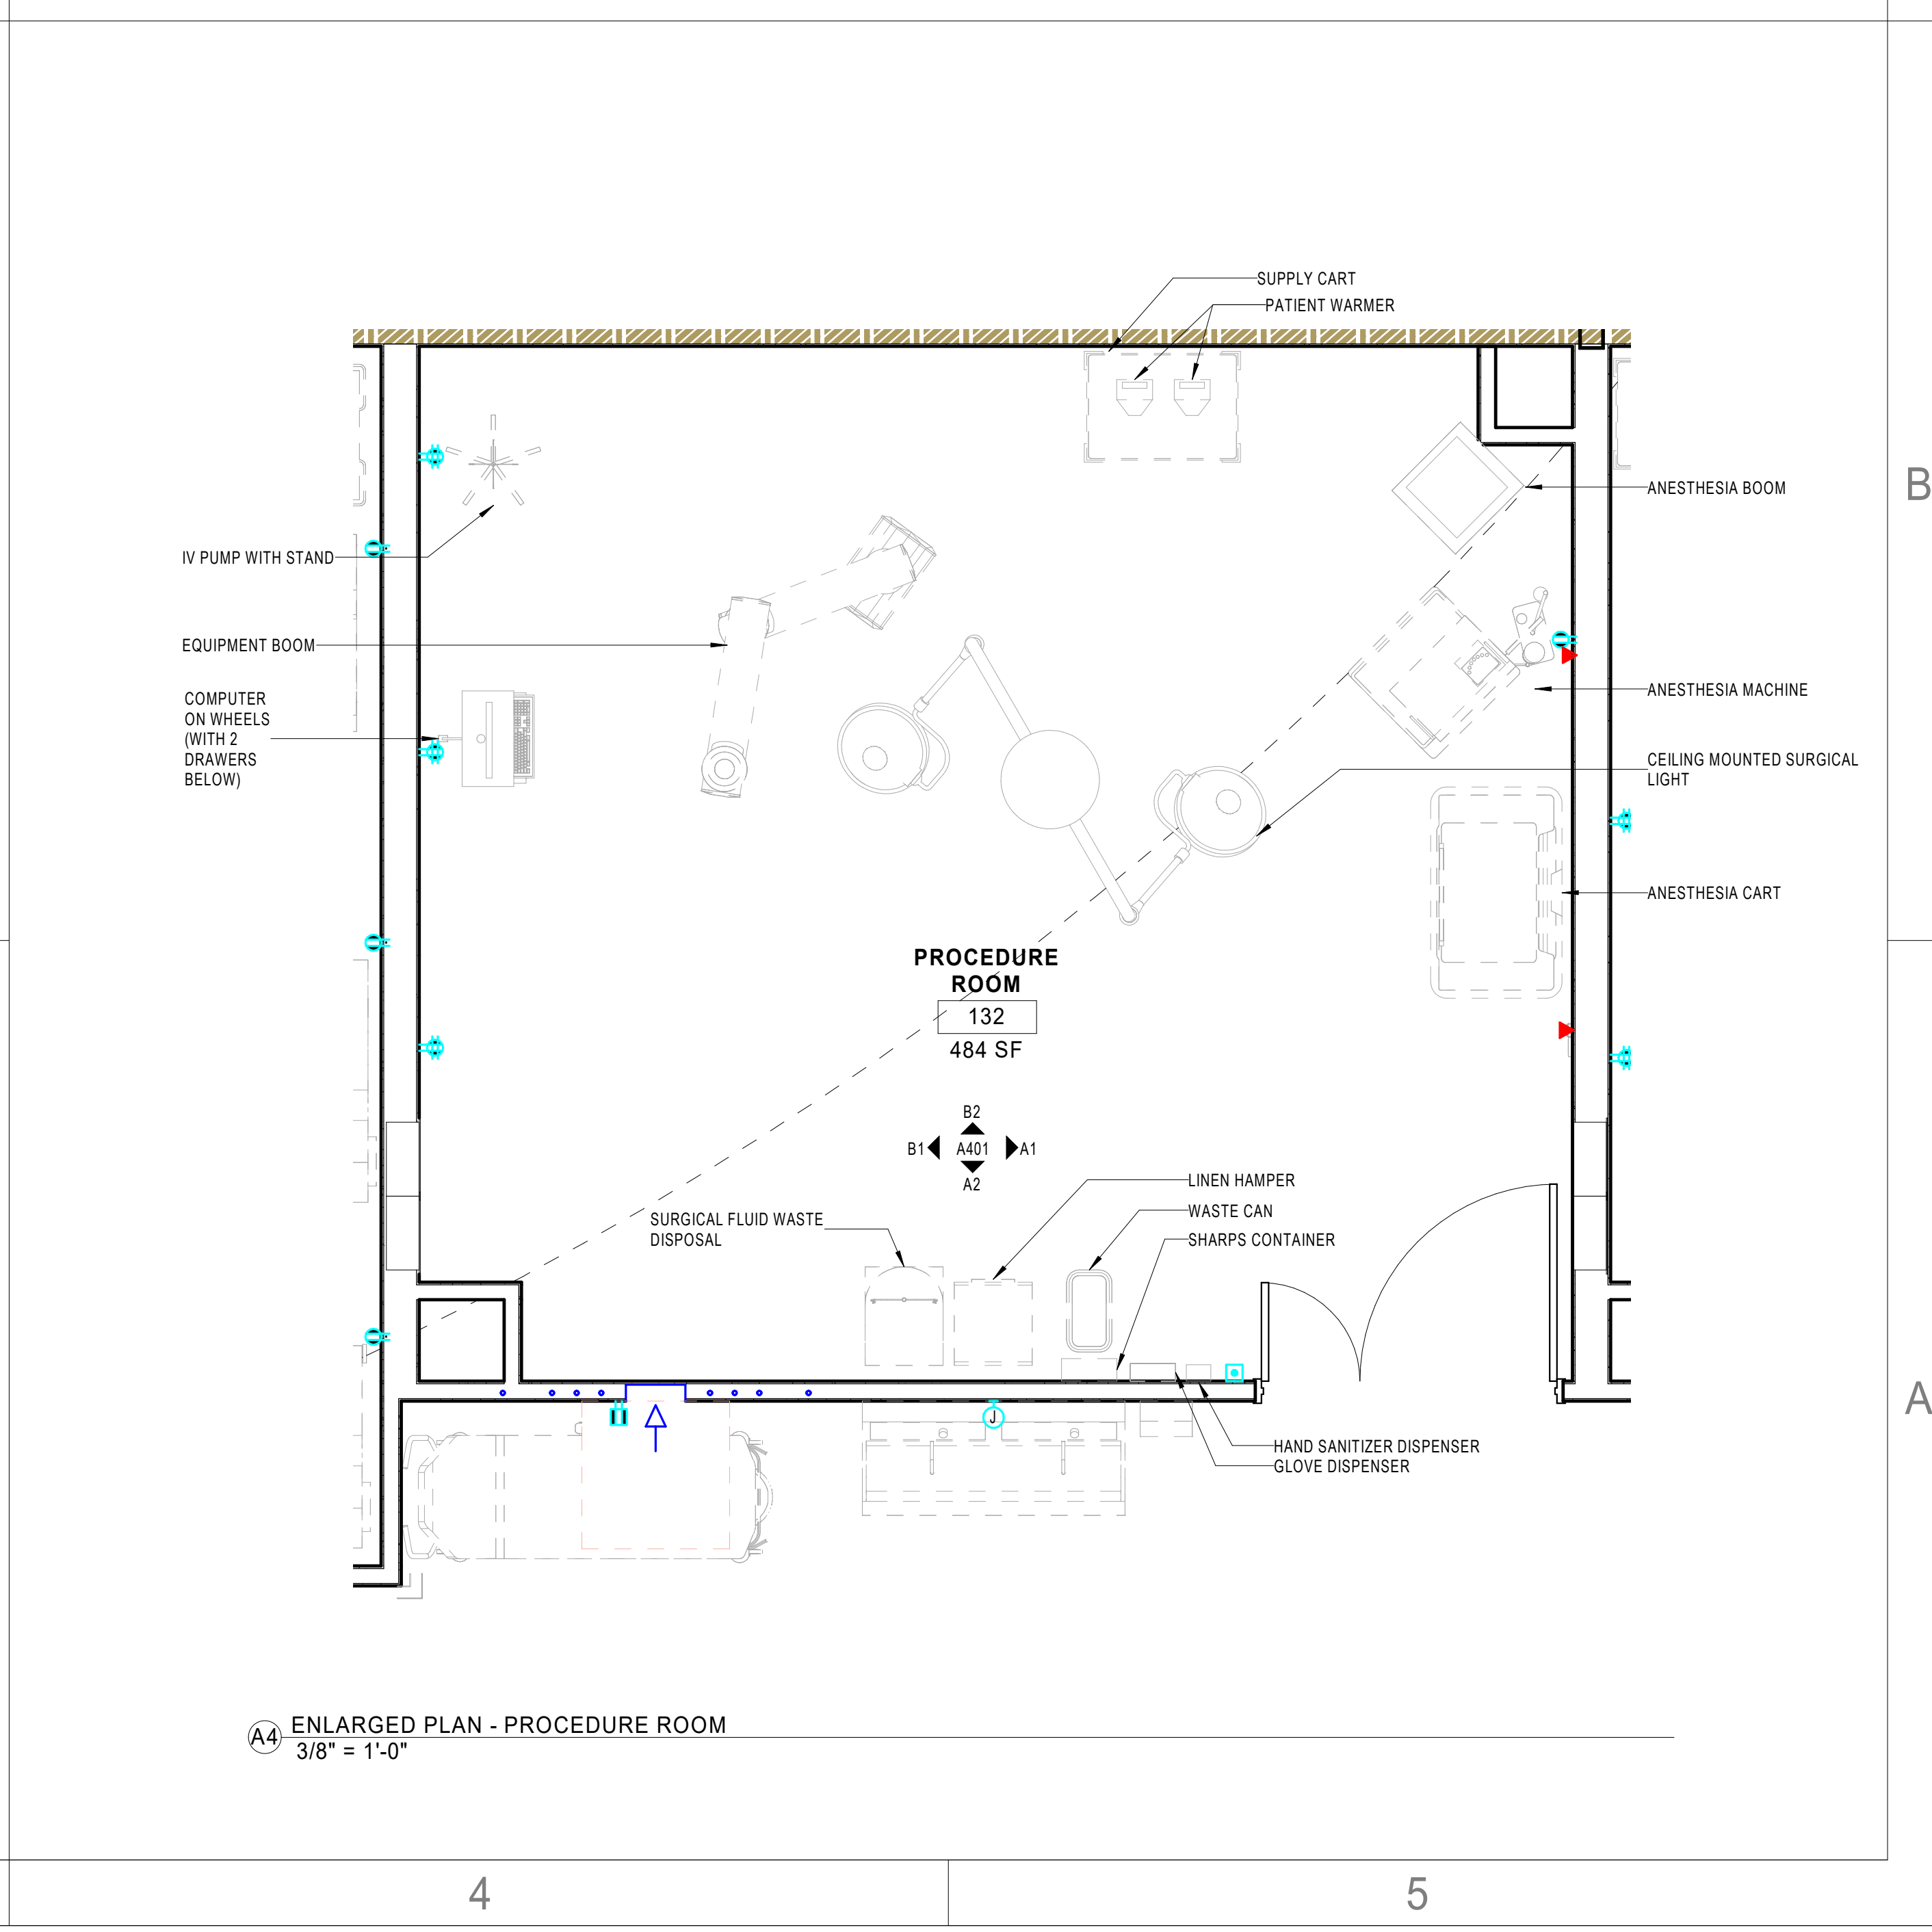 SUPPLY CART
PATIENT WARMER
B
ANESTHESIA BOOM
IV PUMP WITH STAND
EQUIPMENT BOOM
ANESTHESIA MACHINE
COMPUTER
ON WHEELS
(WITH 2
DRAWERS
BELOW)
CEILING MOUNTED SURGICAL
LIGHT
ANESTHESIA CART
PROCEDURE
ROOM
132
484 SF
B2
B1 A401 A1
A2
LINEN HAMPER
WASTE CAN
SHARPS CONTAINER
SURGICAL FLUID WASTE
DISPOSAL
A
J
HAND SANITIZER DISPENSER
GLOVE DISPENSER
A4 ENLARGED PLAN - PROCEDURE ROOM
3/8" = 1'-0"
4 5